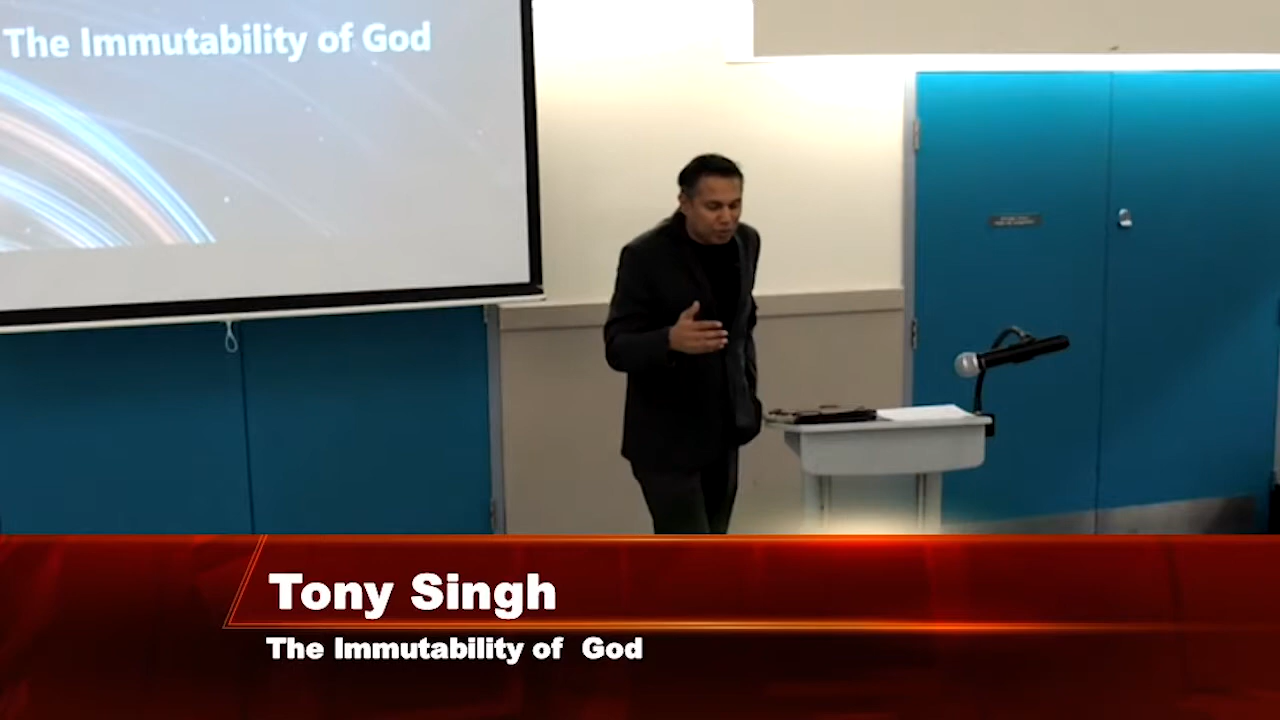 The Immutability of God
Tony Singh
The Immutability of  God